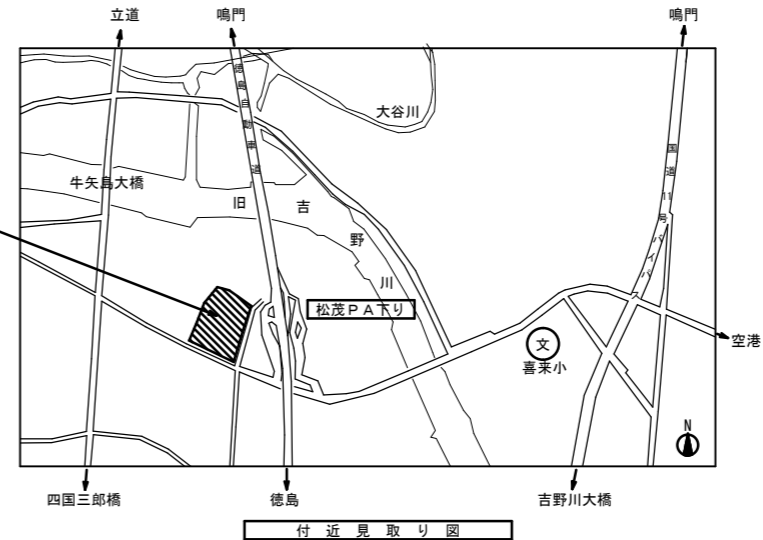 立道
鳴門
鳴門
徳島自動車道
大谷川
国道11号バイパス
牛矢島大橋
旧吉野川
松茂PA下り
空港
文
喜来小
N
四国三郎橋
徳島
吉野川大橋
付近見取り図